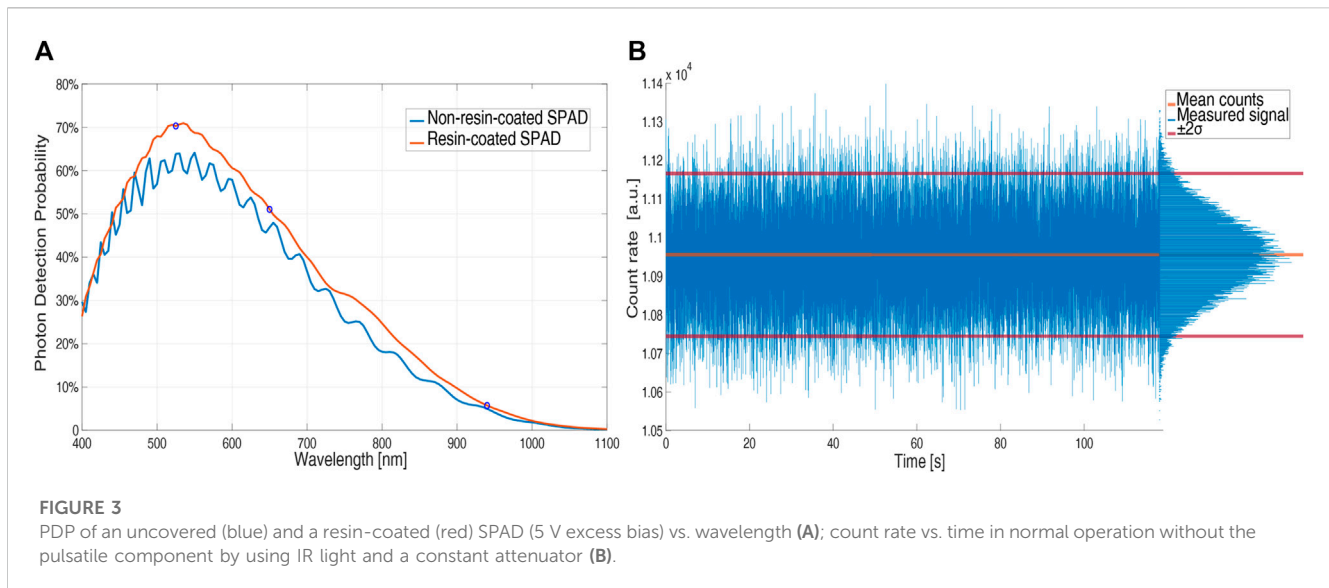 A
80%
70%
60%
50%
40%
30%
20%
10%
0
Photon Detection Probability
Non-resin-coated SPAD
Resin-coated SPAD
400 500 600 700 800 900 1000 1100
Wavelength [nm]
B
x 10⁴
1.14
1.13
1.12
1.11
1.1
1.09
1.08
1.07
1.06
1.05
Count rate [a.u.]
Mean counts
Measured signal
±2σ
0 20 40 60 80 100
Time [s]
FIGURE 3
PDP of an uncovered (blue) and a resin-coated (red) SPAD (5 V excess bias) vs. wavelength (A); count rate vs. time in normal operation without the
pulsatile component by using IR light and a constant attenuator (B).